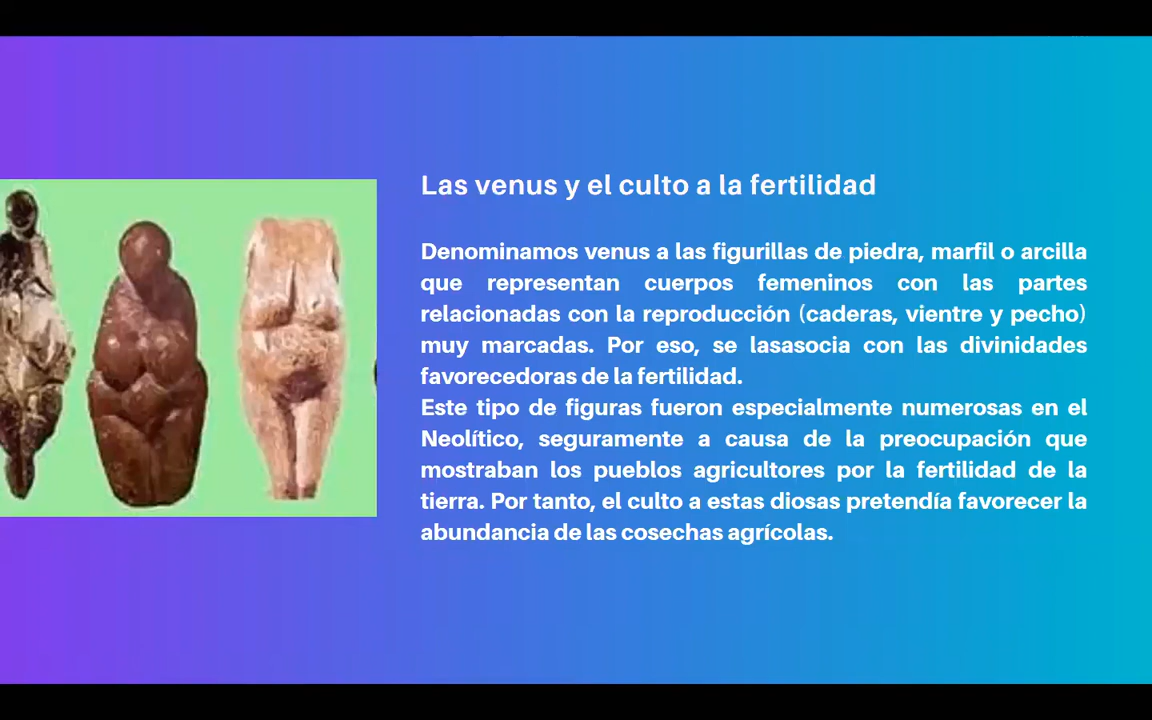 Las venus y el culto a la fertilidad
Denominamos venus a las figurillas de piedra, marfil o arcilla
que representan cuerpos femeninos con las partes
relacionadas con la reproducción (caderas, vientre y pecho)
muy marcadas. Por eso, se lasasocia con las divinidades
favorecedoras de la fertilidad.
Este tipo de figuras fueron especialmente numerosas en el
Neolítico, seguramente a causa de la preocupación que
mostraban los pueblos agricultores por la fertilidad de la
tierra. Por tanto, el culto a estas diosas pretendía favorecer la
abundancia de las cosechas agrícolas.